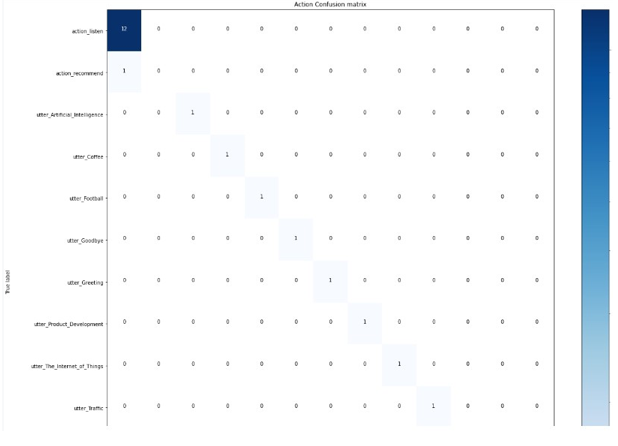 Action Confusion matrix
action_listen 12 0 0 0 0 0 0 0 0 0 0 0 0
action_recommend 1 0 0 0 0 0 0 0 0 0 0 0 0
utter_Artificial_Intelligence 0 0 1 0 0 0 0 0 0 0 0 0 0
utter_Coffee 0 0 0 1 0 0 0 0 0 0 0 0 0
utter_Football 0 0 0 0 1 0 0 0 0 0 0 0 0
utter_Goodbye 0 0 0 0 0 1 0 0 0 0 0 0 0
utter_Greeting 0 0 0 0 0 0 1 0 0 0 0 0 0
True label
utter_Product_Development 0 0 0 0 0 0 0 1 0 0 0 0 0
utter_The_Internet_of_Things 0 0 0 0 0 0 0 0 1 0 0 0 0
utter_Traffic 0 0 0 0 0 0 0 0 0 1 0 0 0